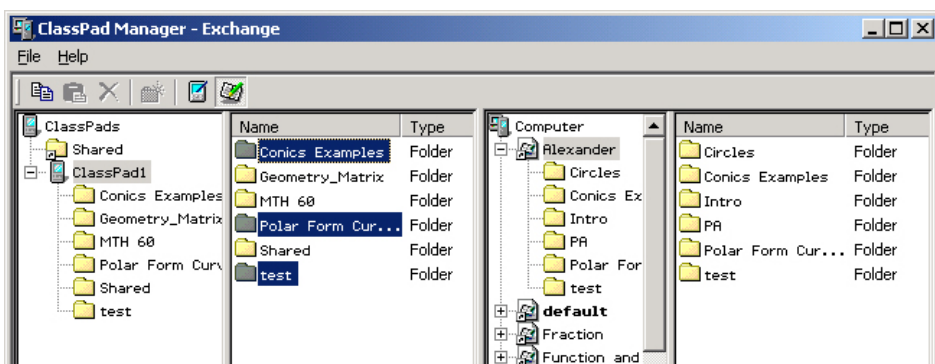 ClassPad Manager - Exchange
File Help
ClassPads
Shared
ClassPad1
Conics Examples
Geometry_Matrix
MTH 60
Polar Form Curv
Shared
test
Name Type
Conics Examples Folder
Geometry_Matrix Folder
MTH 60 Folder
Polar Form Cur... Folder
Shared Folder
test Folder
Computer
Alexander
Circles
Conics Ex
Intro
PA
Polar For
test
default
Fraction
Function and
Name Type
Circles Folder
Conics Examples Folder
Intro Folder
PA Folder
Polar Form Cur... Folder
test Folder